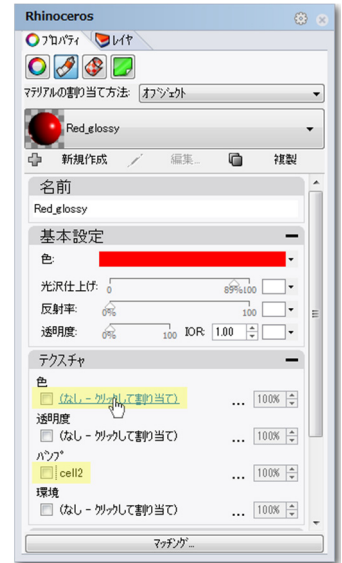 Rhinoceros
プロパティ レイヤ
マテリアルの割り当て方法: オブジェクト
Red_glossy
新規作成 編集... 複製
名前
Red_glossy
基本設定
色:
光沢仕上げ: 0 89% 100
反射率: 0% 100
透明度: 0% 100 IOR: 1.00
テクスチャ
色
(なし - クリックして割り当て) ... 100%
透明度
(なし - クリックして割り当て) ... 100%
バンプ
cell2 ... 100%
環境
(なし - クリックして割り当て) ... 100%
マッチング...